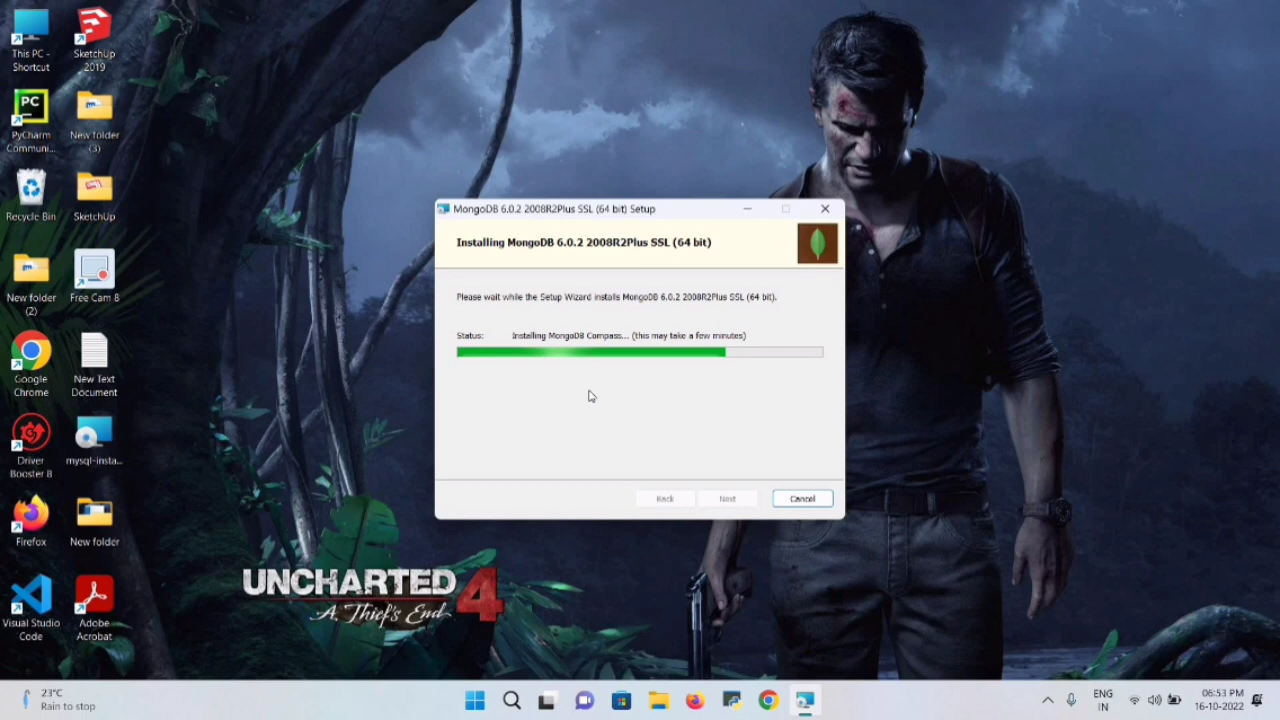 This PC -
Shortcut
SketchUp
2019
PC
PyCharm
Communi...
New folder
(3)
Recycle Bin
SketchUp
New folder
(2)
Free Cam 8
Google
Chrome
New Text
Document
Driver
Booster 8
mysql-insta...
Firefox
New folder
Visual Studio
Code
Adobe
Acrobat
MongoDB 6.0.2 2008R2Plus SSL (64 bit) Setup
Installing MongoDB 6.0.2 2008R2Plus SSL (64 bit)
Please wait while the Setup Wizard installs MongoDB 6.0.2 2008R2Plus SSL (64 bit).
Status: Installing MongoDB Compass... (this may take a few minutes)
Back Next Cancel
UNCHARTED 4
A Thief's End
23°C
Rain to stop
ENG
IN
06:53 PM
16-10-2022